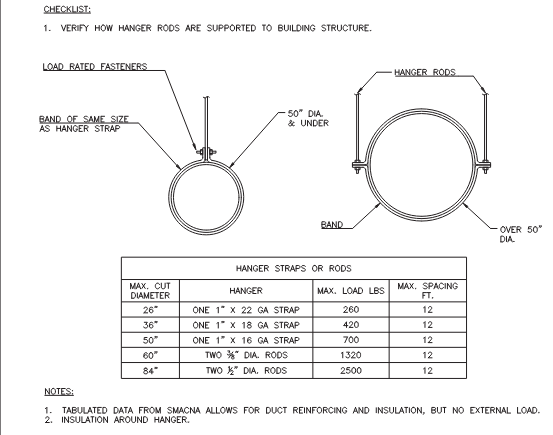 CHECKLIST:
1. VERIFY HOW HANGER RODS ARE SUPPORTED TO BUILDING STRUCTURE.
LOAD RATED FASTENERS
HANGER RODS
BAND OF SAME SIZE
AS HANGER STRAP
50" DIA.
& UNDER
BAND
OVER 50"
DIA.
HANGER STRAPS OR RODS
MAX. CUT DIAMETER HANGER MAX. LOAD LBS MAX. SPACING FT.
26" ONE 1" X 22 GA STRAP 260 12
36" ONE 1" X 18 GA STRAP 420 12
50" ONE 1" X 16 GA STRAP 700 12
60" TWO ⅜" DIA. RODS 1320 12
84" TWO ½" DIA. RODS 2500 12
NOTES:
1. TABULATED DATA FROM SMACNA ALLOWS FOR DUCT REINFORCING AND INSULATION, BUT NO EXTERNAL LOAD.
2. INSULATION AROUND HANGER.